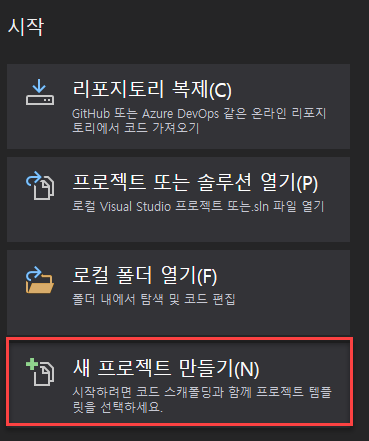 시작
리포지토리 복제(C)
GitHub 또는 Azure DevOps 같은 온라인 리포지
토리에서 코드 가져오기
프로젝트 또는 솔루션 열기(P)
로컬 Visual Studio 프로젝트 또는.sln 파일 열기
로컬 폴더 열기(F)
폴더 내에서 탐색 및 코드 편집
새 프로젝트 만들기(N)
시작하려면 코드 스캐폴딩과 함께 프로젝트 템플
릿을 선택하세요.